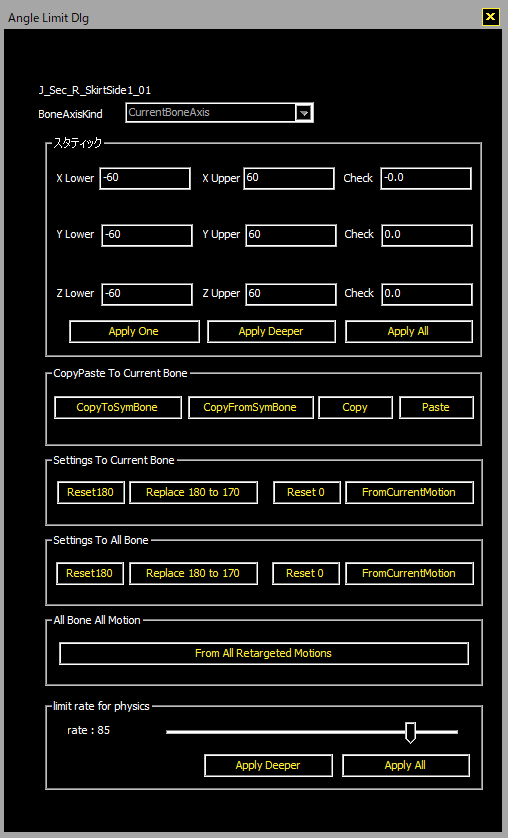 Angle Limit Dlg
J_Sec_R_SkirtSide1_01
BoneAxisKind CurrentBoneAxis
スタティック
X Lower -60 X Upper 60 Check -0.0
Y Lower -60 Y Upper 60 Check 0.0
Z Lower -60 Z Upper 60 Check 0.0
Apply One Apply Deeper Apply All
CopyPaste To Current Bone
CopyToSymBone CopyFromSymBone Copy Paste
Settings To Current Bone
Reset180 Replace 180 to 170 Reset 0 FromCurrentMotion
Settings To All Bone
Reset180 Replace 180 to 170 Reset 0 FromCurrentMotion
All Bone All Motion
From All Retargeted Motions
limit rate for physics
rate : 85
Apply Deeper Apply All